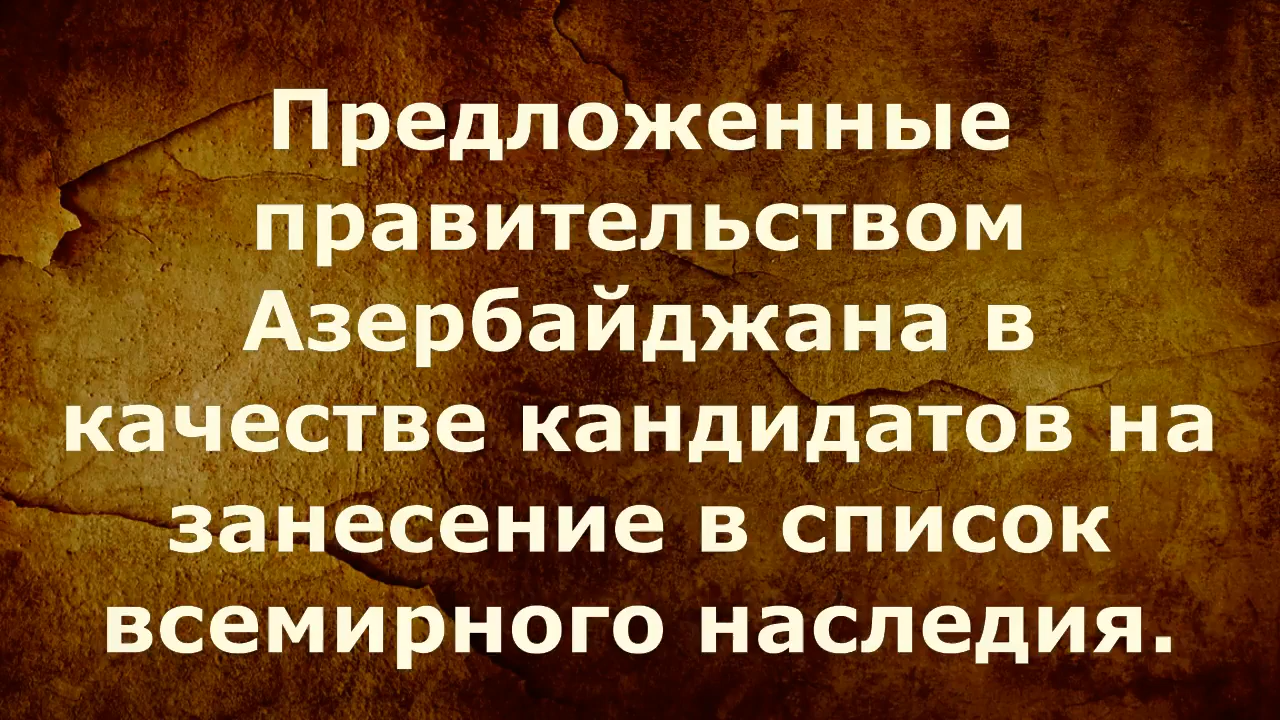 Предложенные
правительством
Азербайджана в
качестве кандидатов на
занесение в список
всемирного наследия.